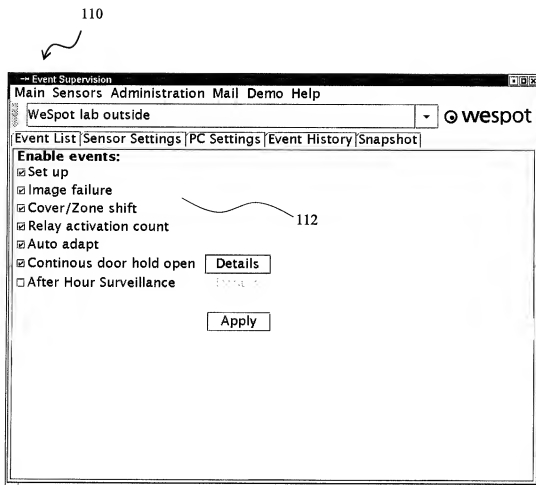 110
Event Supervision
Main Sensors Administration Mail Demo Help
WeSpot lab outside
wespot
Event List Sensor Settings PC Settings Event History Snapshot
Enable events:
Set up
Image failure
Cover/Zone shift
112
Relay activation count
Auto adapt
Continous door hold open Details
After Hour Surveillance
Apply